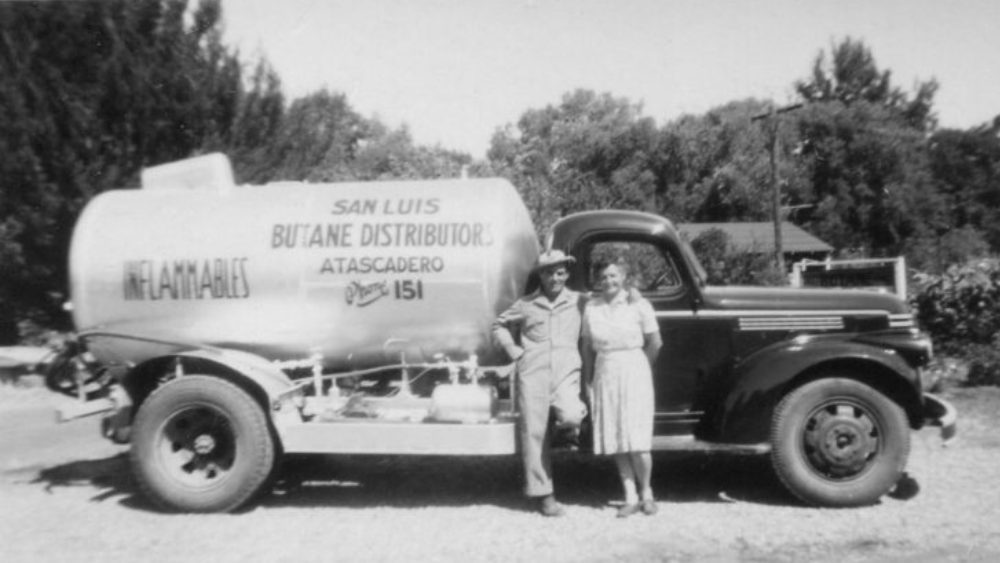 SAN LUIS
BUTANE DISTRIBUTORS
INFLAMMABLES
ATASCADERO
Phone 151